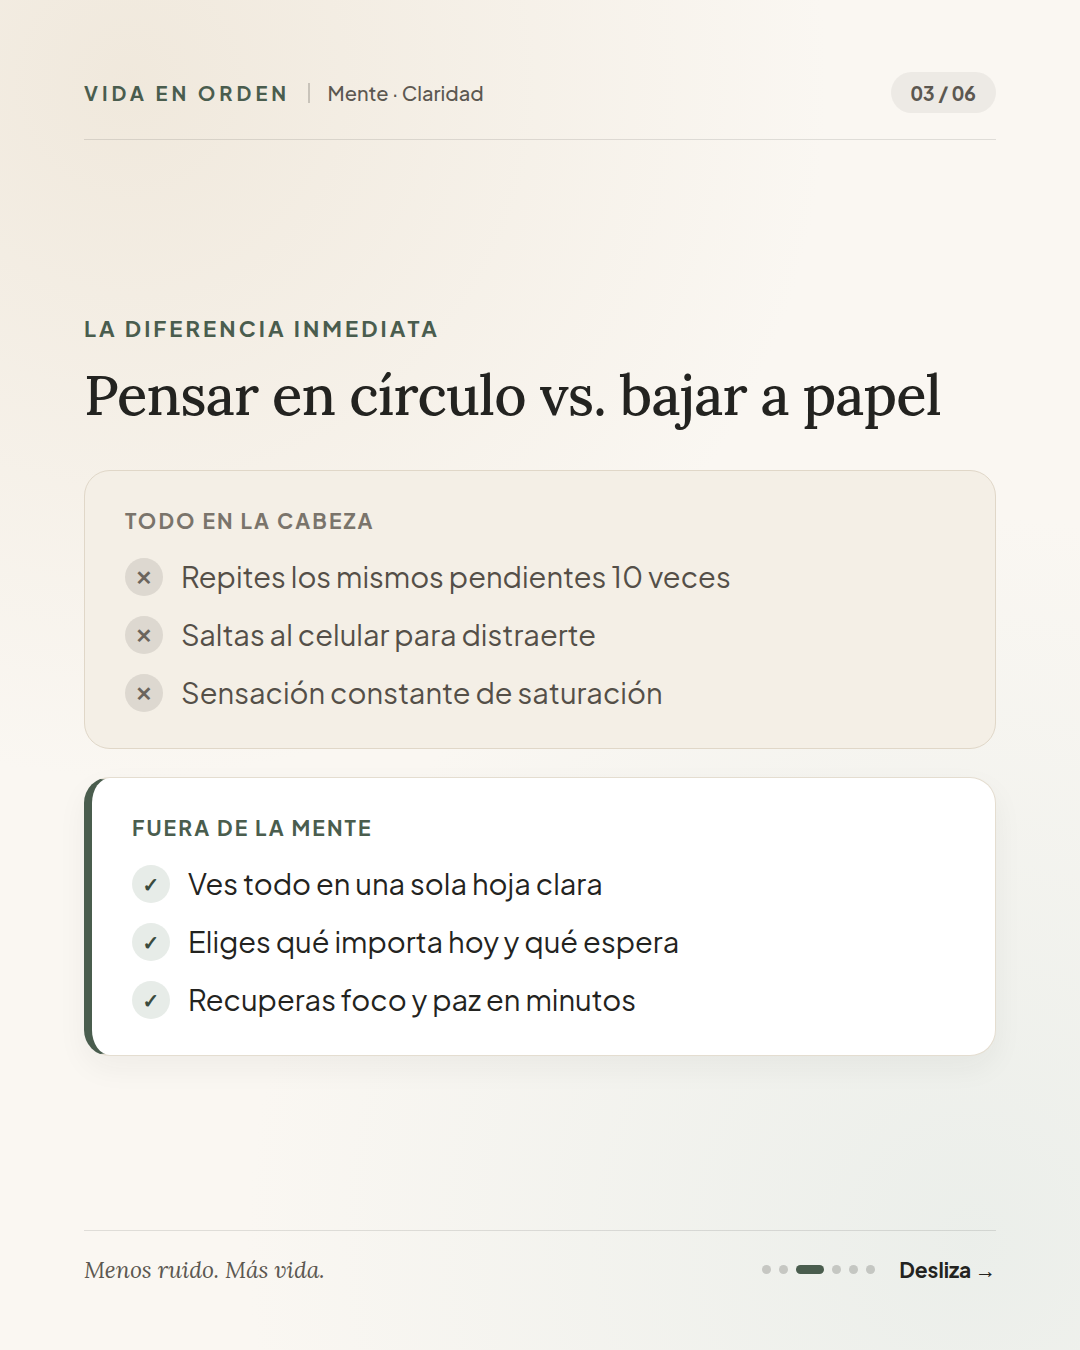 VIDA EN ORDEN | Mente · Claridad 03 / 06
LA DIFERENCIA INMEDIATA
Pensar en círculo vs. bajar a papel
TODO EN LA CABEZA
✕ Repites los mismos pendientes 10 veces
✕ Saltas al celular para distraerte
✕ Sensación constante de saturación
FUERA DE LA MENTE
✓ Ves todo en una sola hoja clara
✓ Eliges qué importa hoy y qué espera
✓ Recuperas foco y paz en minutos
Menos ruido. Más vida. Desliza →